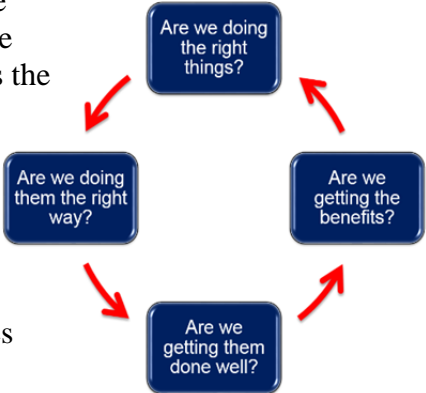 e
e
s the
Are we doing
the right
things?
Are we doing
them the right
way?
Are we
getting the
benefits?
s
Are we
getting them
done well?